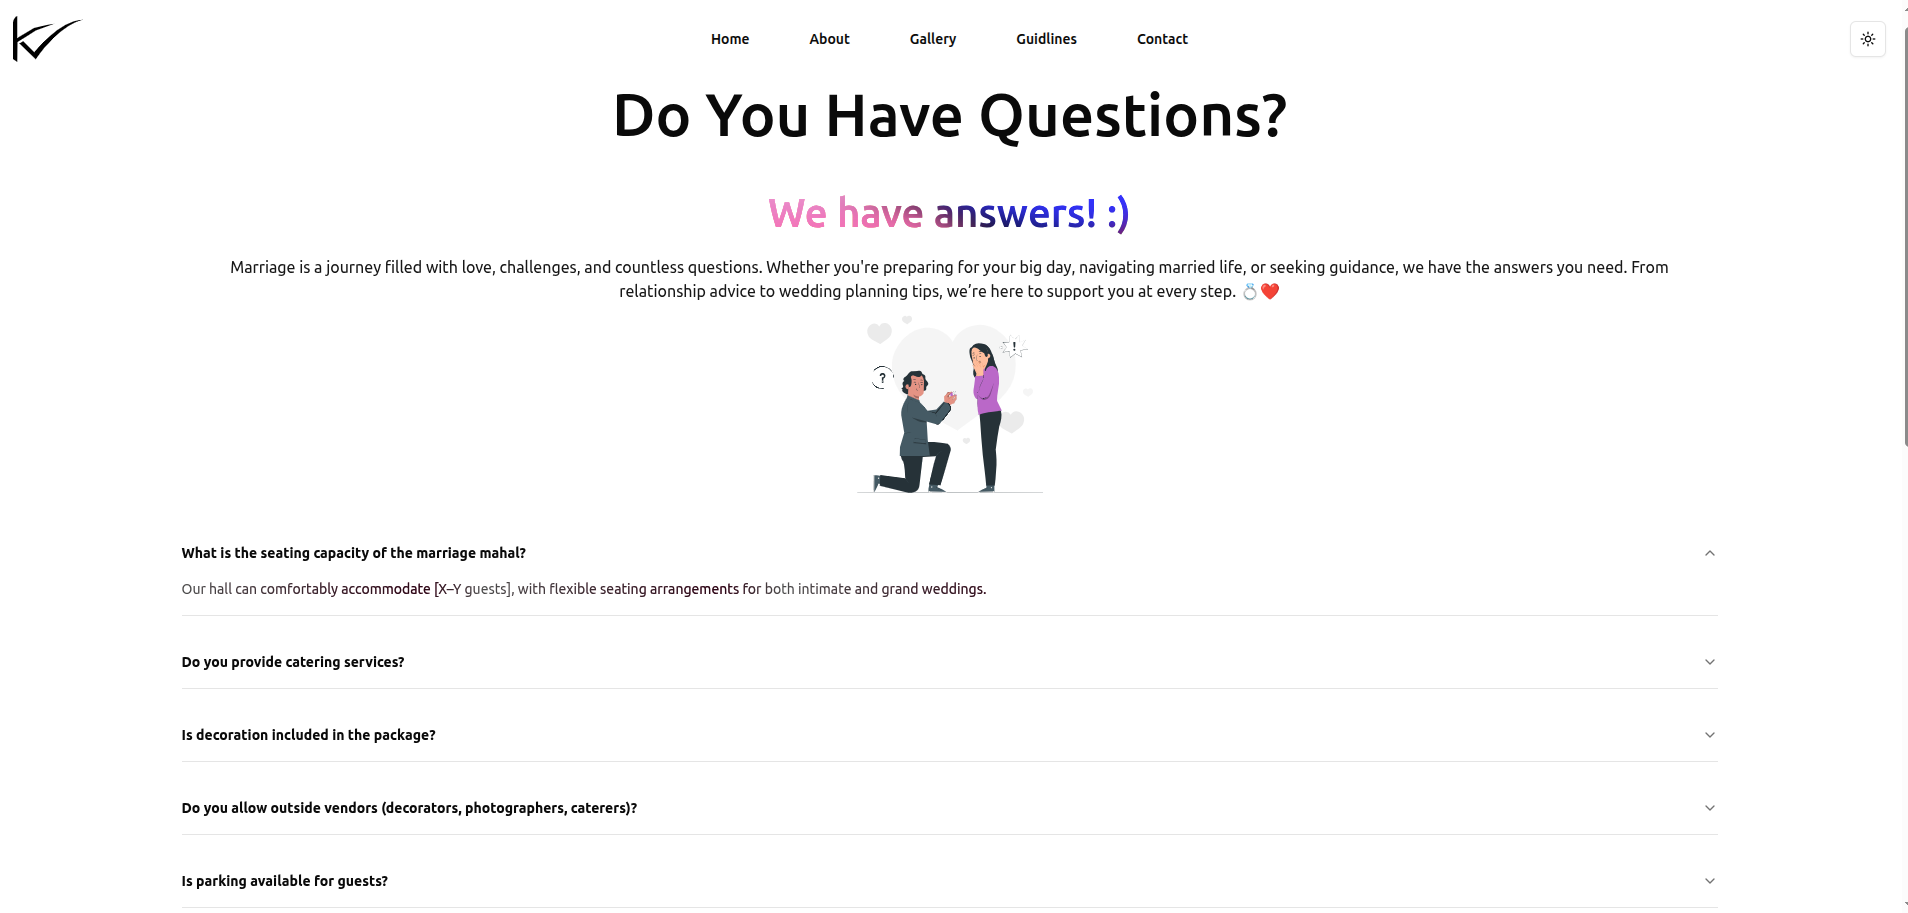 Home
About
Gallery
Guidlines
Contact
Do You Have Questions?
We have answers! :)
Marriage is a journey filled with love, challenges, and countless questions. Whether you're preparing for your big day, navigating married life, or seeking guidance, we have the answers you need. From
relationship advice to wedding planning tips, we’re here to support you at every step. 💍❤️
?
!
What is the seating capacity of the marriage mahal?
Our hall can comfortably accommodate [X–Y guests], with flexible seating arrangements for both intimate and grand weddings.
Do you provide catering services?
Is decoration included in the package?
Do you allow outside vendors (decorators, photographers, caterers)?
Is parking available for guests?